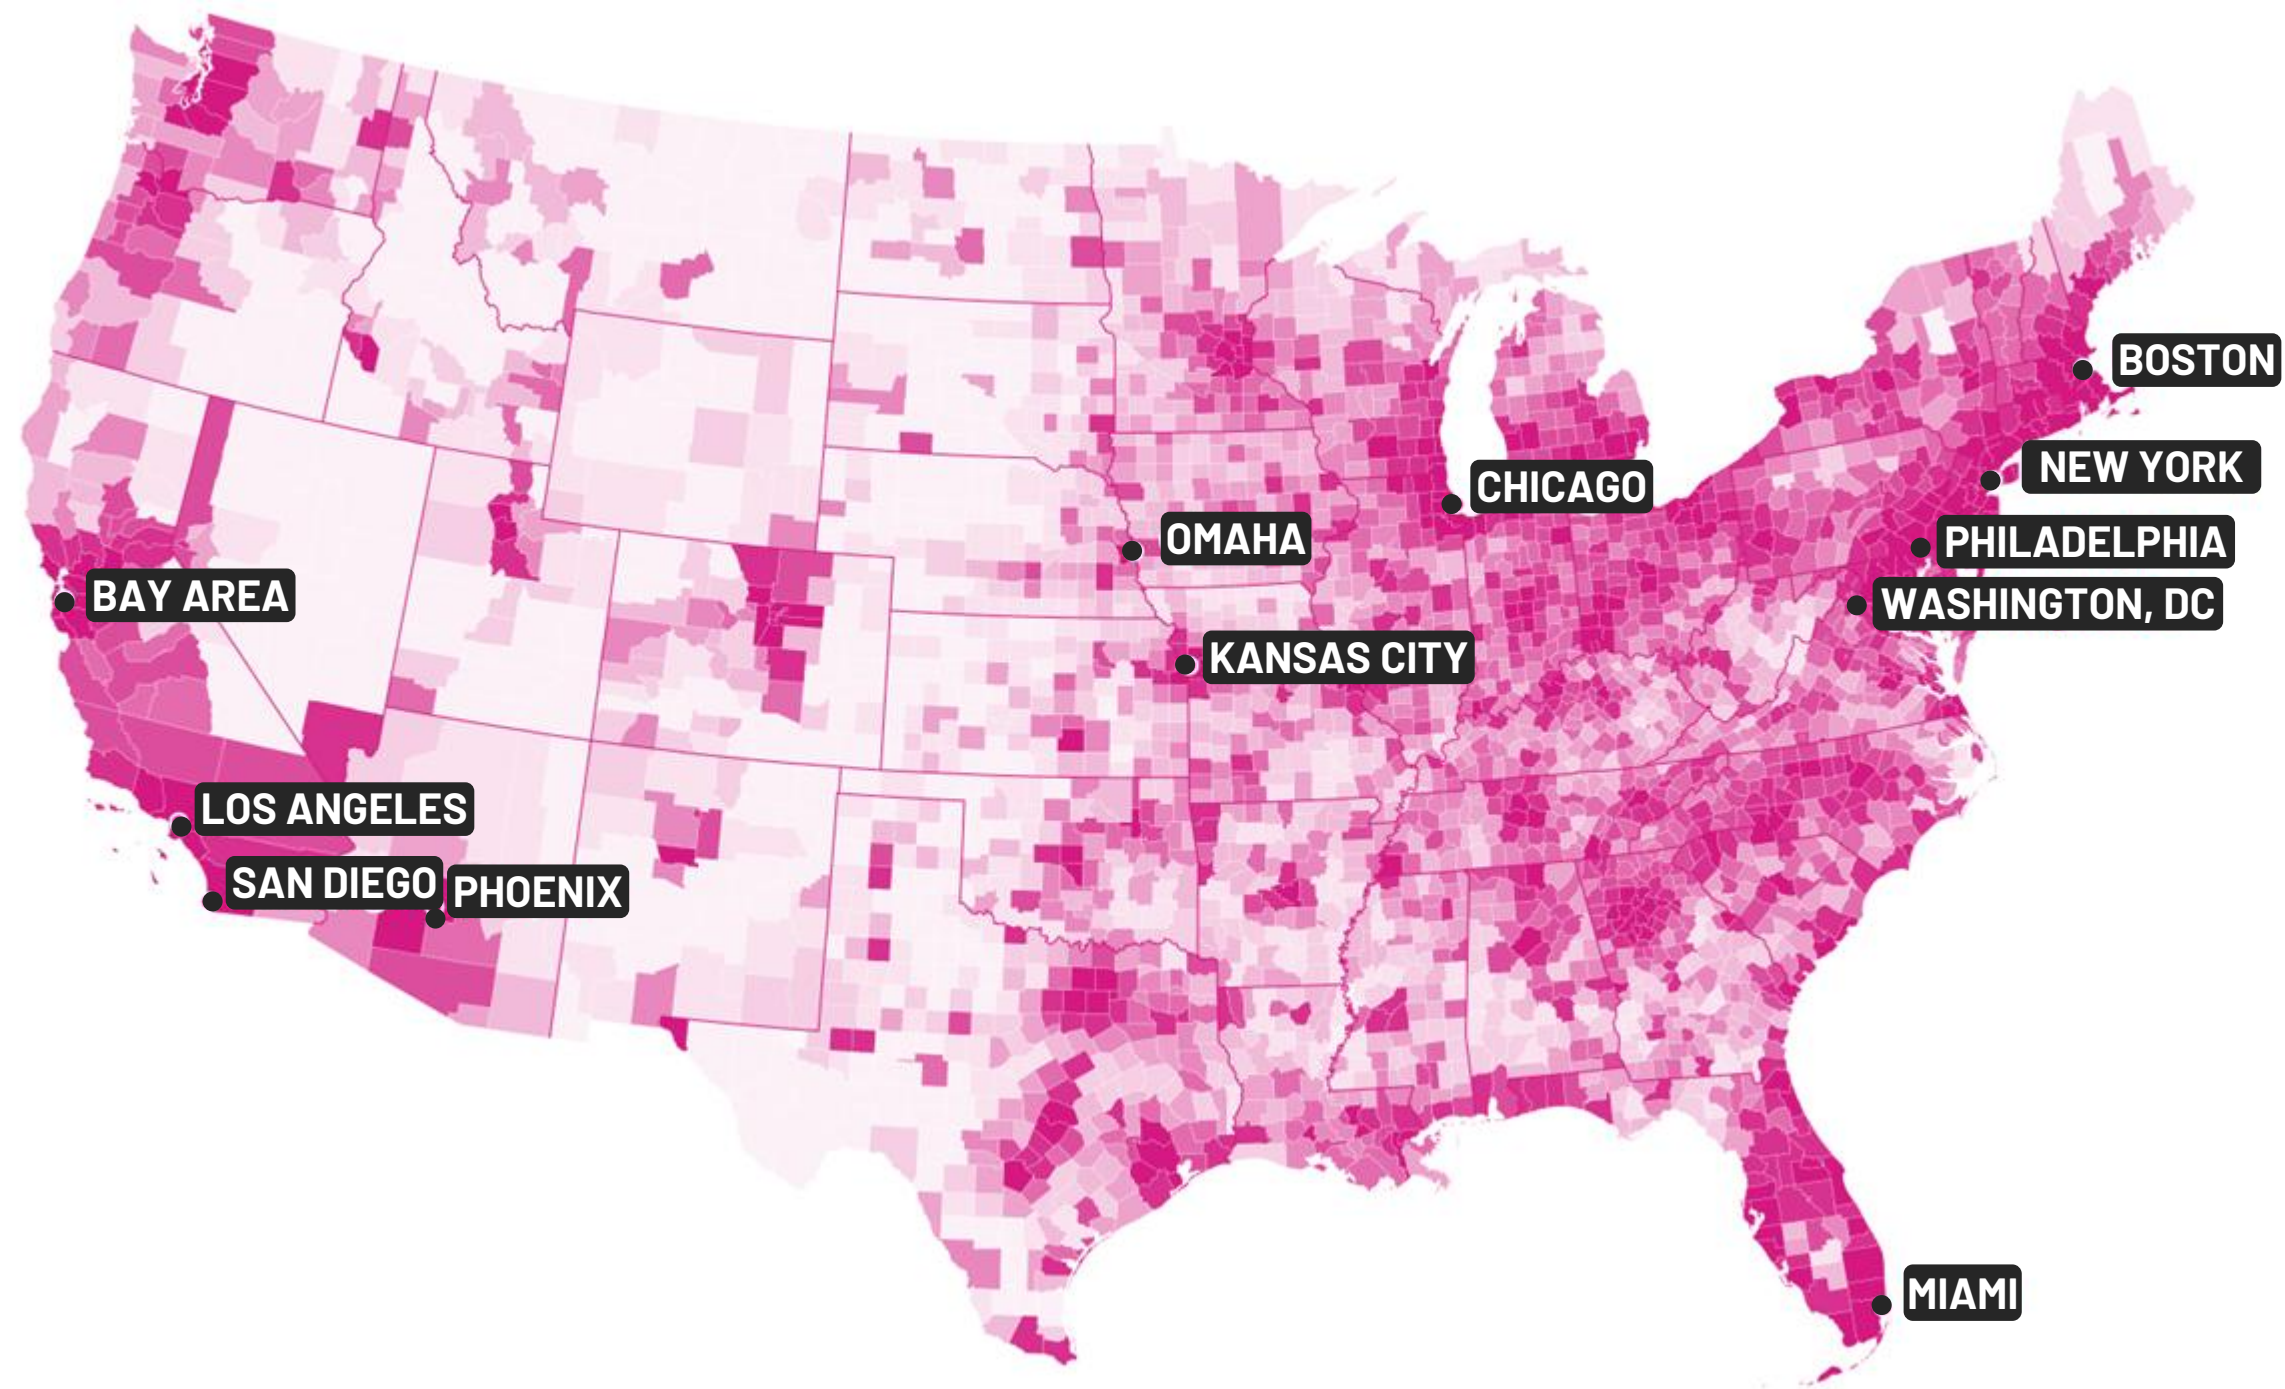 BOSTON
NEW YORK
CHICAGO
OMAHA
PHILADELPHIA
BAY AREA
WASHINGTON, DC
KANSAS CITY
LOS ANGELES
SAN DIEGO
PHOENIX
MIAMI